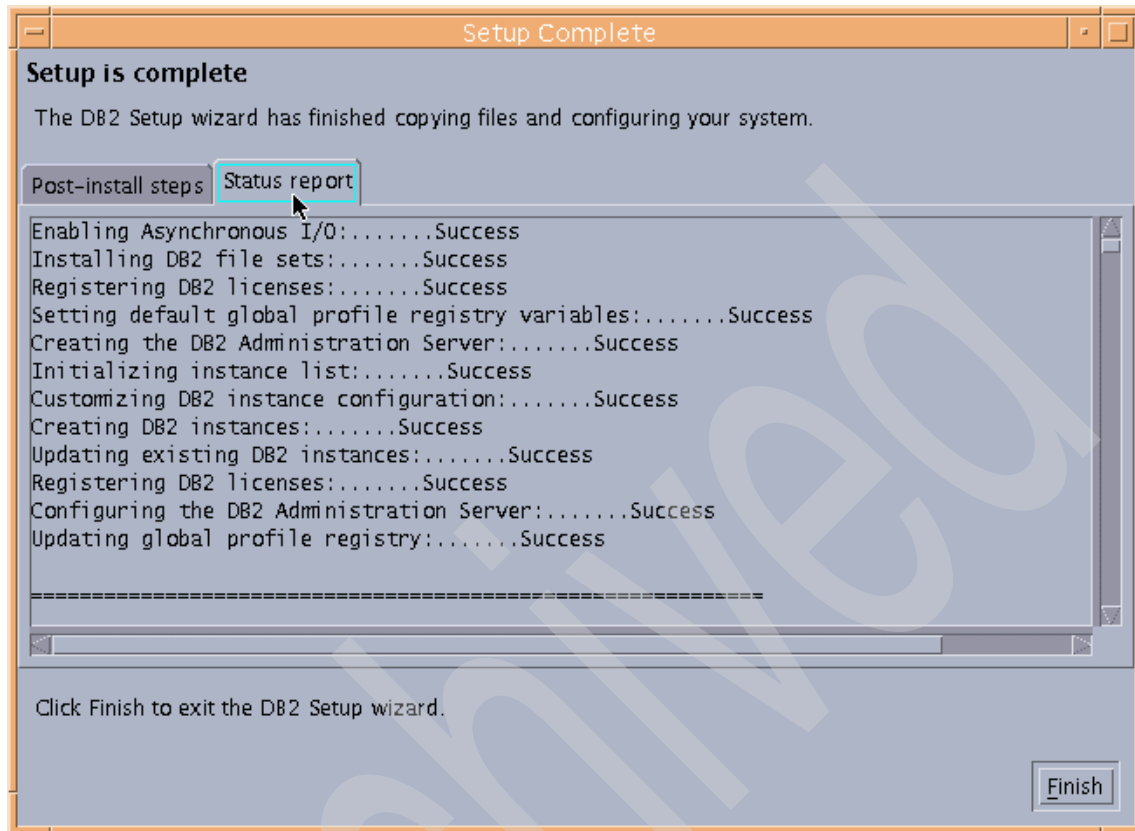 Setup Complete
Setup is complete
The DB2 Setup wizard has finished copying files and configuring your system.
Post-install steps
Status report
Enabling Asynchronous I/O:.......Success
Installing DB2 file sets:.......Success
Registering DB2 licenses:.......Success
Setting default global profile registry variables:.......Success
Creating the DB2 Administration Server:.......Success
Initializing instance list:.......Success
Customizing DB2 instance configuration:.......Success
Creating DB2 instances:.......Success
Updating existing DB2 instances:.......Success
Registering DB2 licenses:.......Success
Configuring the DB2 Administration Server:.......Success
Updating global profile registry:.......Success
============================================================
Click Finish to exit the DB2 Setup wizard.
Finish
hived